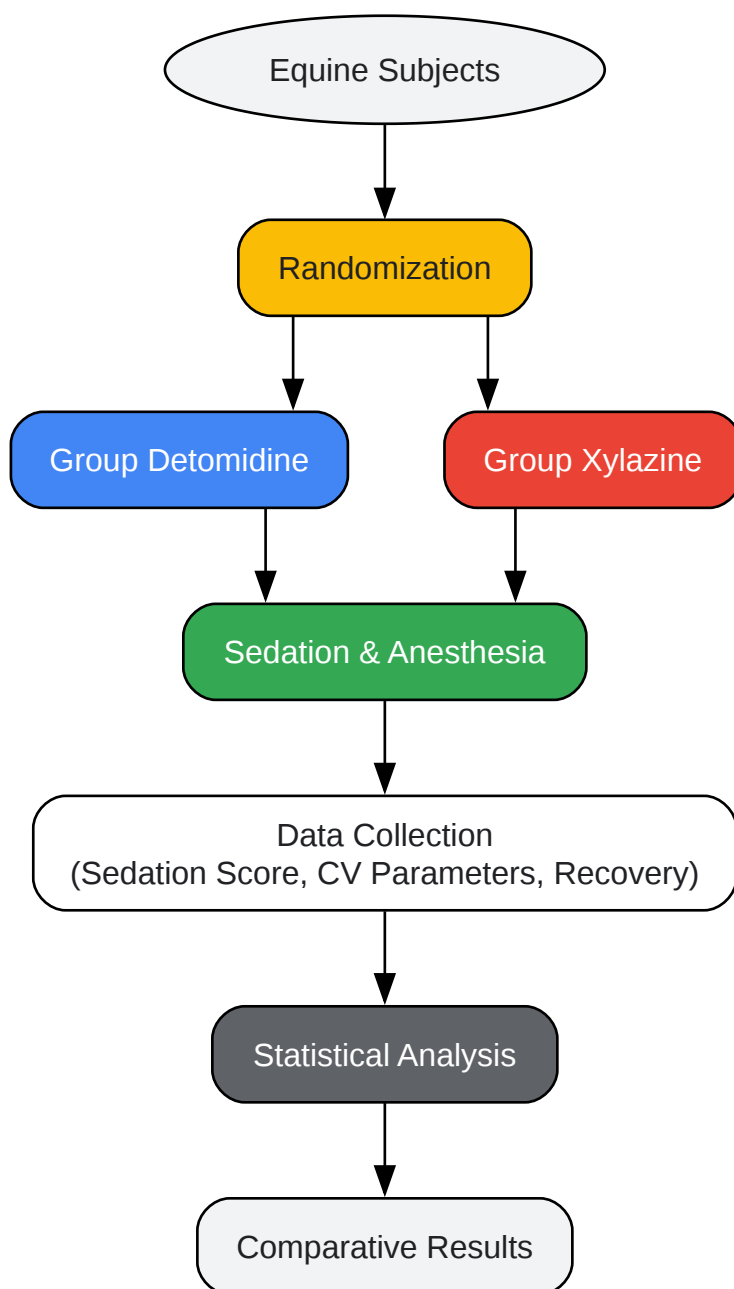 Equine Subjects
Randomization
Group Detomidine
Group Xylazine
Sedation & Anesthesia
Data Collection
(Sedation Score, CV Parameters, Recovery)
Statistical Analysis
Comparative Results